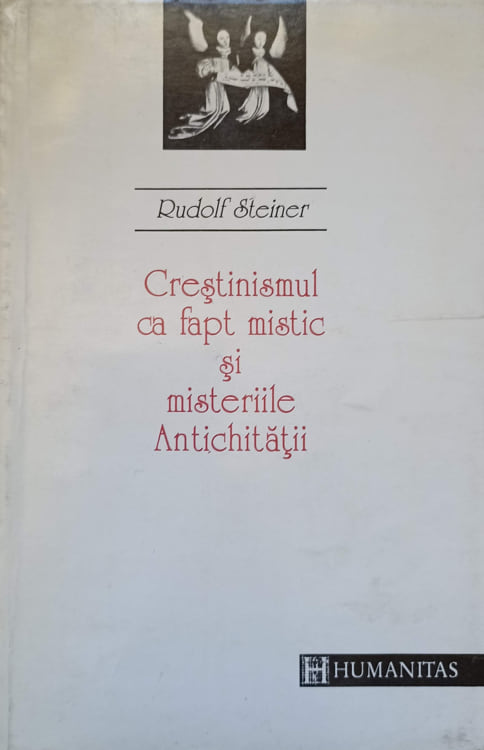 Rudolf Steiner
Creştinismul
ca fapt mistic
şi
misteriile
Antichităţii
HUMANITAS